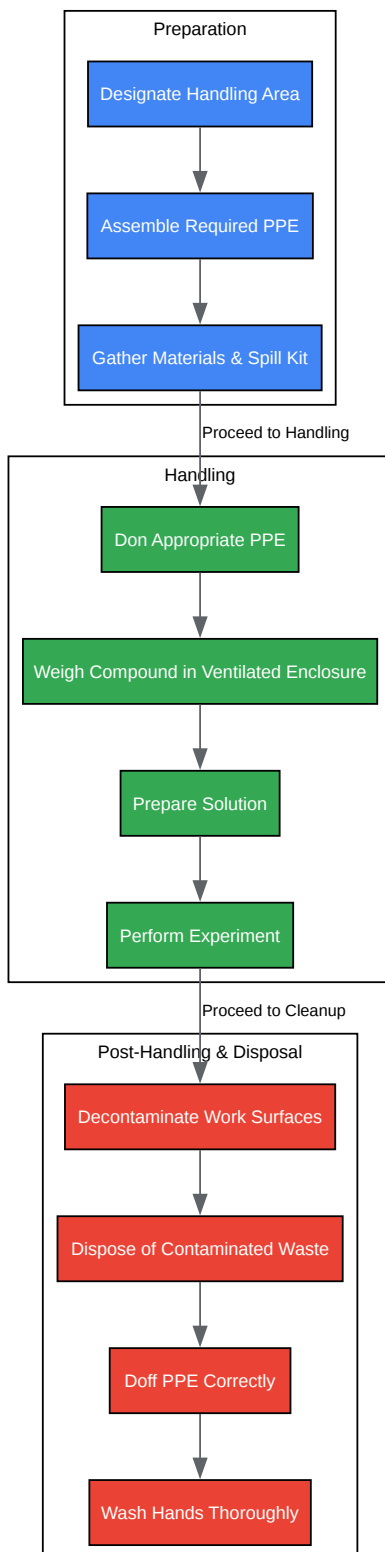 Preparation
Designate Handling Area
Assemble Required PPE
Gather Materials & Spill Kit
Proceed to Handling
Handling
Don Appropriate PPE
Weigh Compound in Ventilated Enclosure
Prepare Solution
Perform Experiment
Proceed to Cleanup
Post-Handling & Disposal
Decontaminate Work Surfaces
Dispose of Contaminated Waste
Doff PPE Correctly
Wash Hands Thoroughly